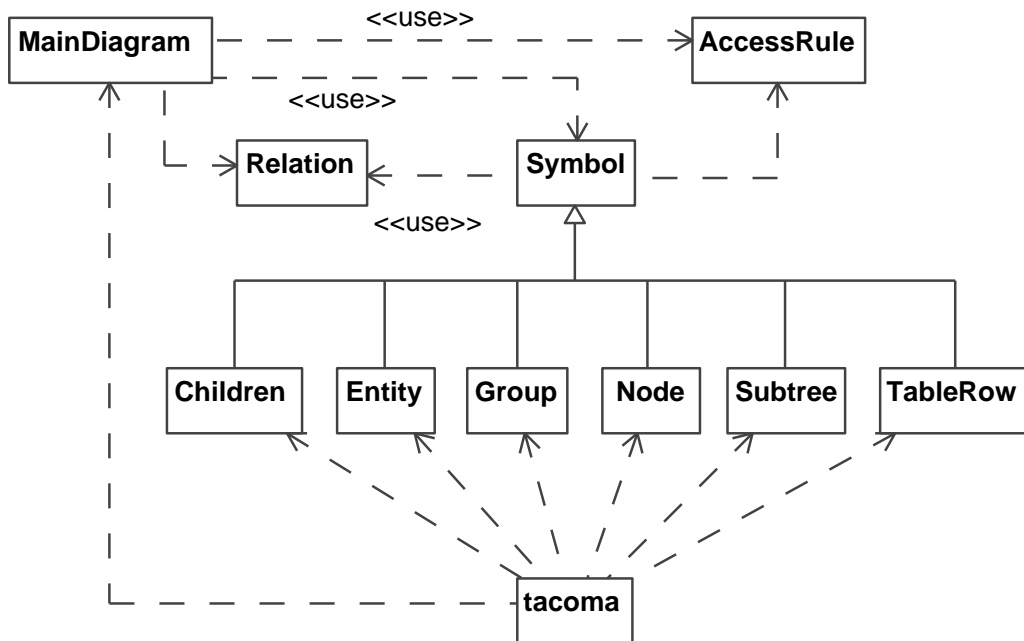 <<use>>
MainDiagram
AccessRule
<<use>>
Relation
Symbol
<<use>>
Children
Entity
Group
Node
Subtree
TableRow
tacoma